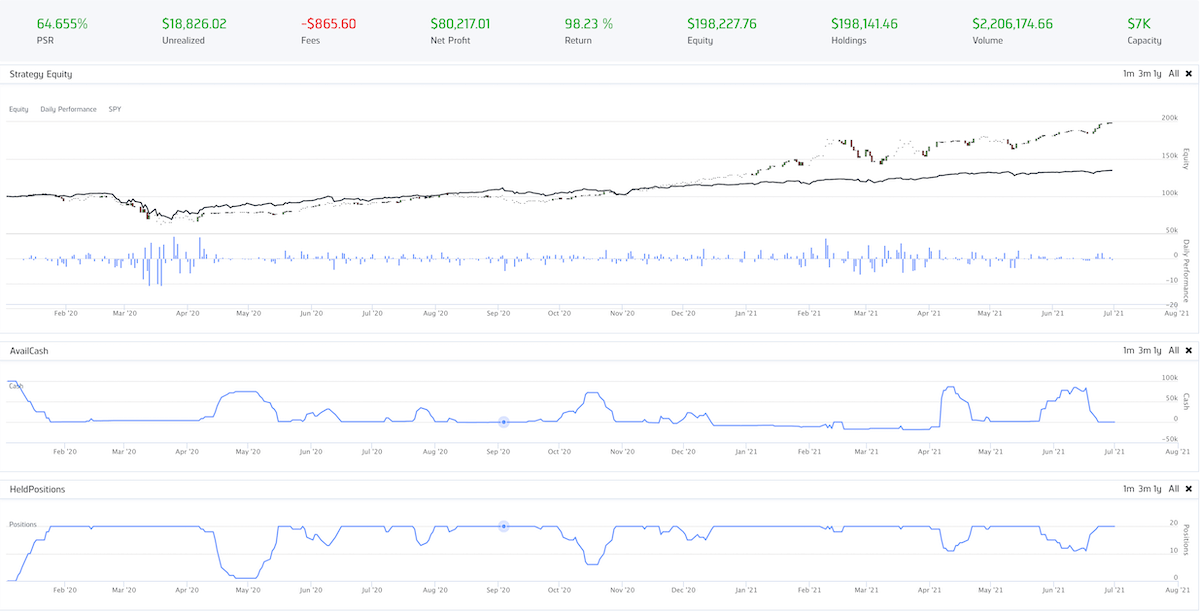 64.655% $18,826.02 -$865.60 $80,217.01 98.23 % $198,227.76 $198,141.46 $2,206,174.66 $7K
PSR Unrealized Fees Net Profit Return Equity Holdings Volume Capacity
Strategy Equity 1m 3m 1y All ✖
Equity Daily Performance SPY
200k
150k
Equity
100k
50k
0
-10
-20
Daily Performance
Feb '20 Mar '20 Apr '20 May '20 Jun '20 Jul '20 Aug '20 Sep '20 Oct '20 Nov '20 Dec '20 Jan '21 Feb '21 Mar '21 Apr '21 May '21 Jun '21 Jul '21 Aug '21
AvailCash 1m 3m 1y All ✖
100k
Cash
50k
Cash
0
-50k
Feb '20 Mar '20 Apr '20 May '20 Jun '20 Jul '20 Aug '20 Sep '20 Oct '20 Nov '20 Dec '20 Jan '21 Feb '21 Mar '21 Apr '21 May '21 Jun '21 Jul '21 Aug '21
HeldPositions 1m 3m 1y All ✖
Positions
20
10
0
Positions
Feb '20 Mar '20 Apr '20 May '20 Jun '20 Jul '20 Aug '20 Sep '20 Oct '20 Nov '20 Dec '20 Jan '21 Feb '21 Mar '21 Apr '21 May '21 Jun '21 Jul '21 Aug '21